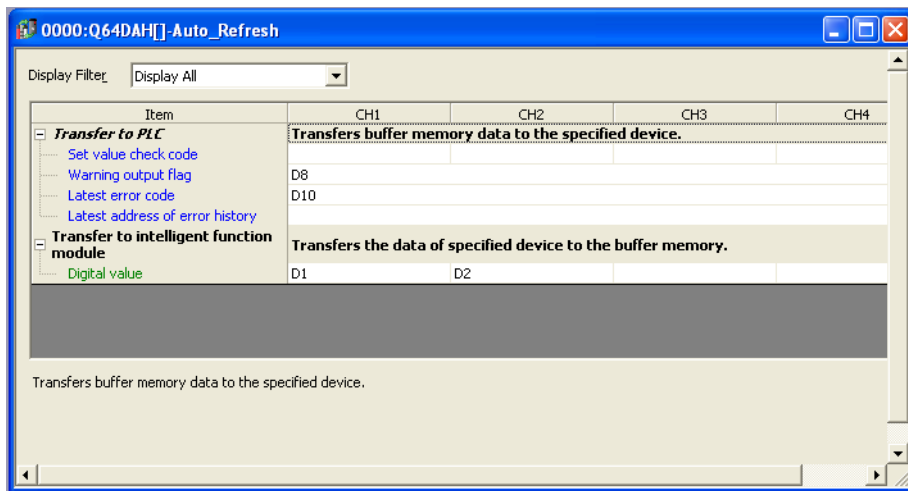 0000:Q64DAH[]-Auto_Refresh
Display Filter Display All
Item CH1 CH2 CH3 CH4
Transfer to PLC Transfers buffer memory data to the specified device.
Set value check code
Warning output flag D8
Latest error code D10
Latest address of error history
Transfer to intelligent function
module Transfers the data of specified device to the buffer memory.
Digital value D1 D2
Transfers buffer memory data to the specified device.